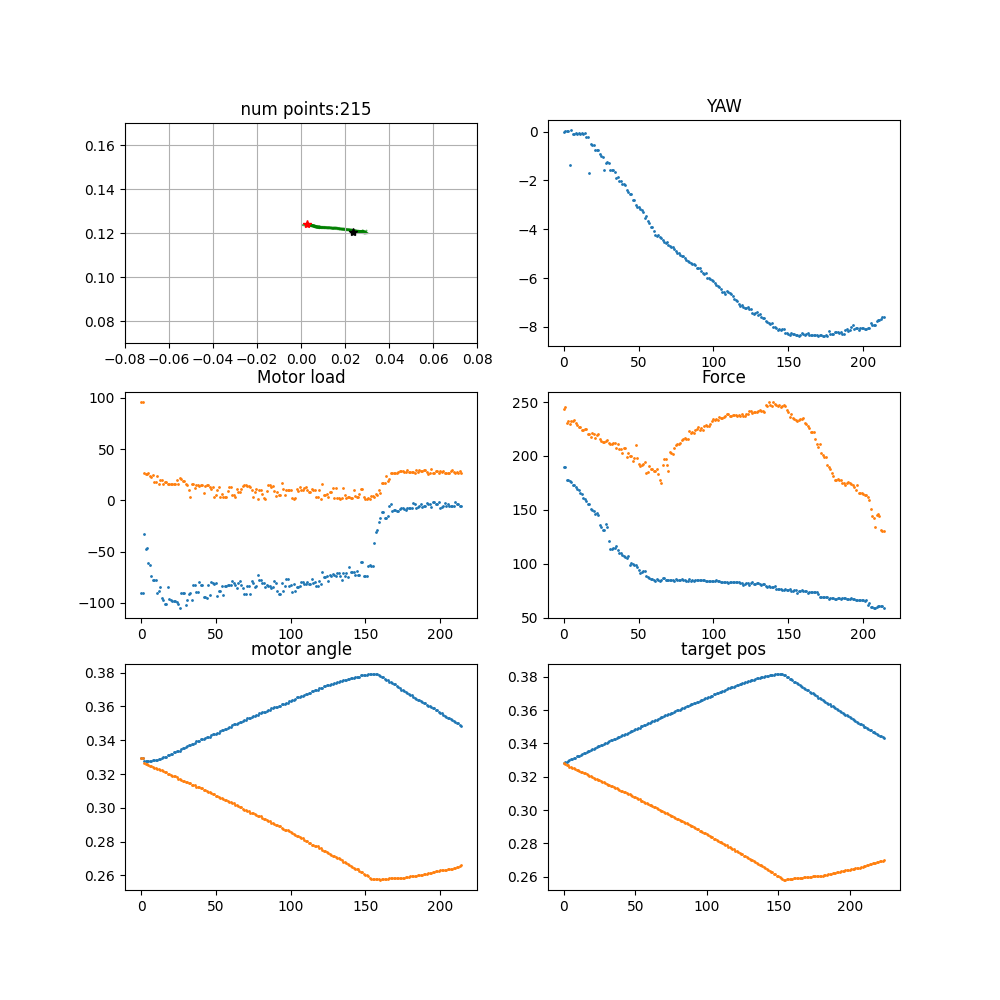 num points:215
0.16
0.14
0.12
0.10
0.08
−0.08 −0.06 −0.04 −0.02 0.00 0.02 0.04 0.06 0.08
YAW
0
−2
−4
−6
−8
0 50 100 150 200
Motor load
100
50
0
−50
−100
0 50 100 150 200
Force
250
200
150
100
50
0 50 100 150 200
motor angle
0.38
0.36
0.34
0.32
0.30
0.28
0.26
0 50 100 150 200
target pos
0.38
0.36
0.34
0.32
0.30
0.28
0.26
0 50 100 150 200